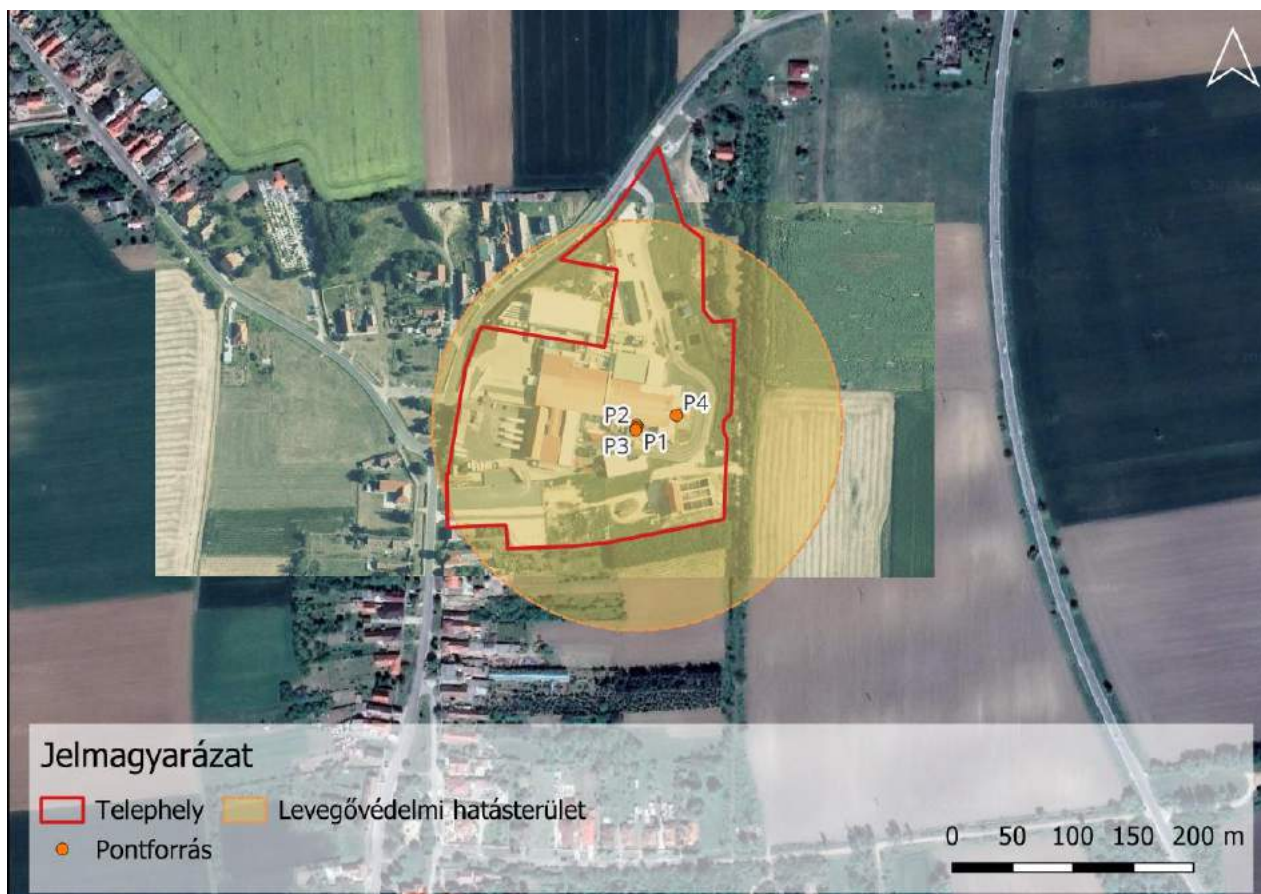 P4
P2
P3 P1
Jelmagyarázat
Telephely Levegővédelmi hatásterület
Pontforrás
0 50 100 150 200 m